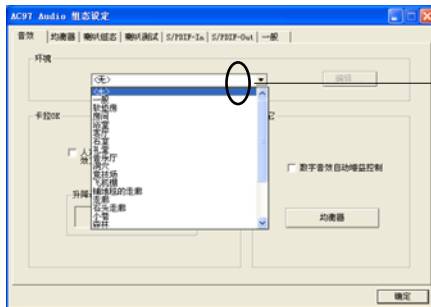 AC97 Audio 组态设定
音效 均衡器 喇叭组态 喇叭测试 S/PDIF-In S/PDIF-Out 一般
环境
<无>
编辑
<无>
一般
软垫房
房间
浴室
客厅
石室
礼堂
音乐厅
洞穴
竞技场
飞机棚
铺地毯的走廊
走廊
石头走廊
小巷
森林
卡拉OK
数字音效自动增益控制
均衡器
确定